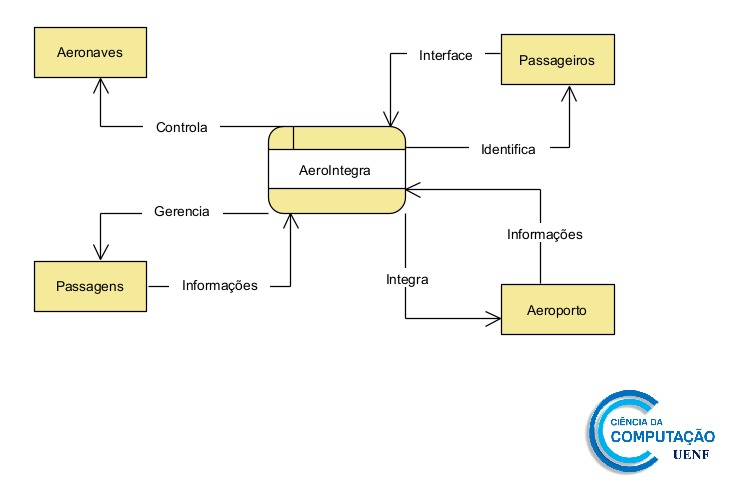 Aeronaves
Interface
Passageiros
Controla
Identifica
AeroIntegra
Gerencia
Informações
Passagens
Informações
Integra
Aeroporto
CIÊNCIA DA
COMPUTAÇÃO
UENF